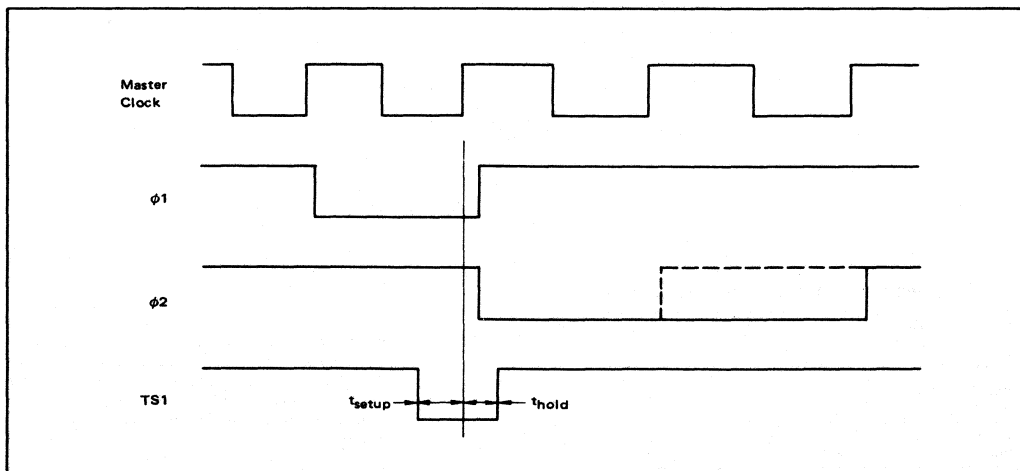 Master
Clock
φ1
φ2
TS1
tsetup
thold